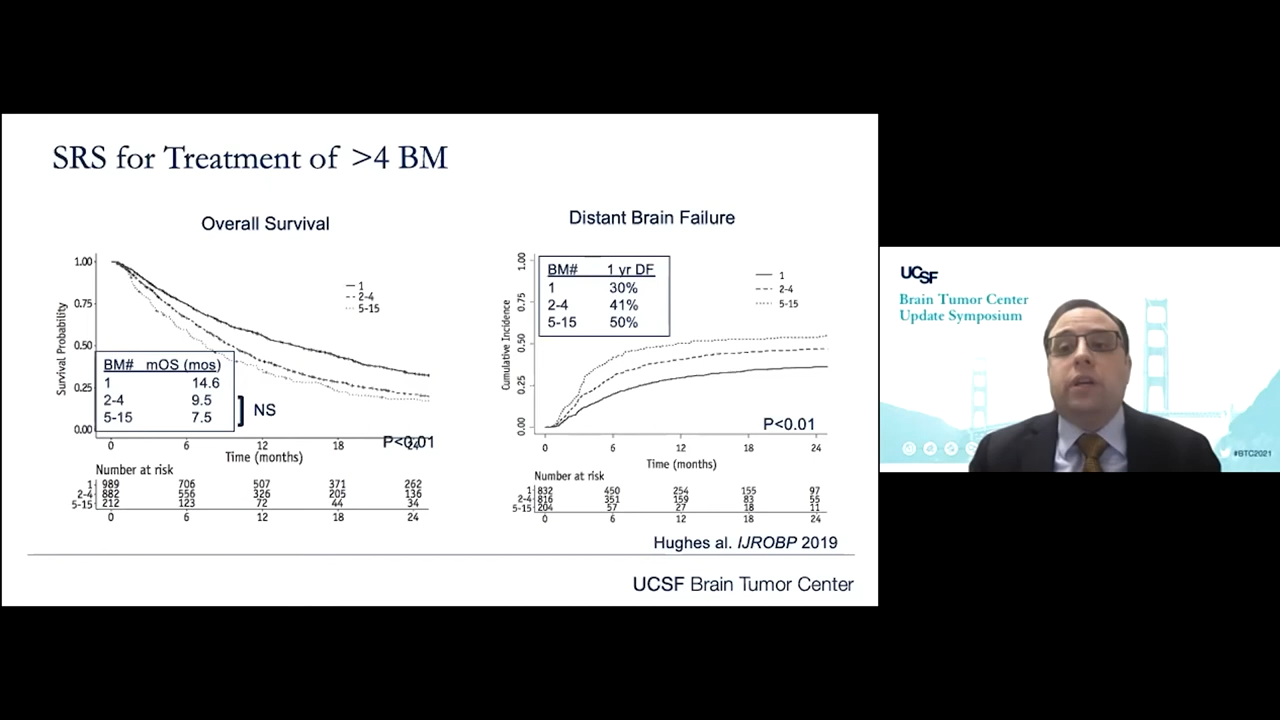 SRS for Treatment of >4 BM
Overall Survival
1.00
0.75
0.50
0.25
0.00
Survival Probability
1
2-4
5-15
BM# mOS (mos)
1 14.6
2-4 9.5
5-15 7.5
NS
P<0.01
0 6 12 18 24
Time (months)
Number at risk
1 989 706 507 371 262
2-4 882 556 326 205 136
5-15 212 123 72 44 34
0 6 12 18 24
Distant Brain Failure
1.00
0.75
0.50
0.25
0.00
Cumulative Incidence
BM# 1 yr DF
1 30%
2-4 41%
5-15 50%
1
2-4
5-15
P<0.01
0 6 12 18 24
Time (months)
Number at risk
1 832 450 254 155 97
2-4 816 351 159 83 55
5-15 204 57 27 18 11
0 6 12 18 24
Hughes al. IJROBP 2019
UCSF Brain Tumor Center
UCSF
Brain Tumor Center
Update Symposium
#BTC2021